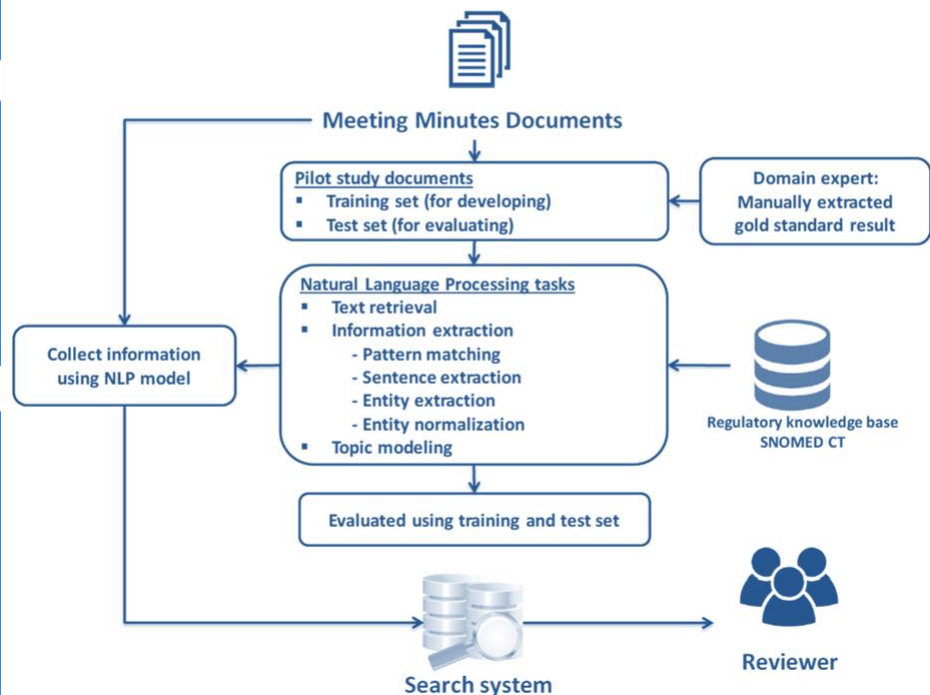 Meeting Minutes Documents
Pilot study documents
▪ Training set (for developing)
▪ Test set (for evaluating)
Domain expert:
Manually extracted
gold standard result
Natural Language Processing tasks
▪ Text retrieval
▪ Information extraction
- Pattern matching
- Sentence extraction
- Entity extraction
- Entity normalization
▪ Topic modeling
Collect information
using NLP model
Regulatory knowledge base
SNOMED CT
Evaluated using training and test set
Search system
Reviewer